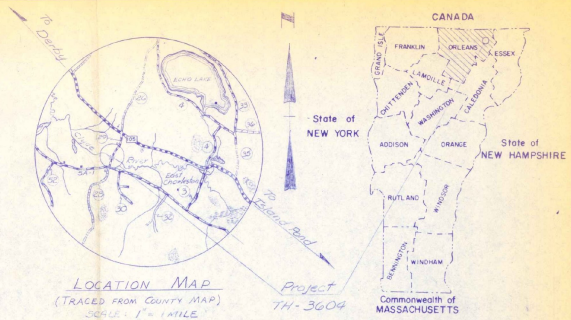 To Derby
ECHO LAKE
East
Charleston
To
Island Pond
LOCATION MAP
(TRACED FROM COUNTY MAP)
SCALE: 1" = 1 MILE
Project
TH-3604
CANADA
GRAND ISLE
FRANKLIN
ORLEANS
ESSEX
LAMOILLE
CHITTENDEN
CALEDONIA
WASHINGTON
State of
NEW YORK
ADDISON
ORANGE
State of
NEW HAMPSHIRE
RUTLAND
WINDSOR
BENNINGTON
WINDHAM
Commonwealth of
MASSACHUSETTS